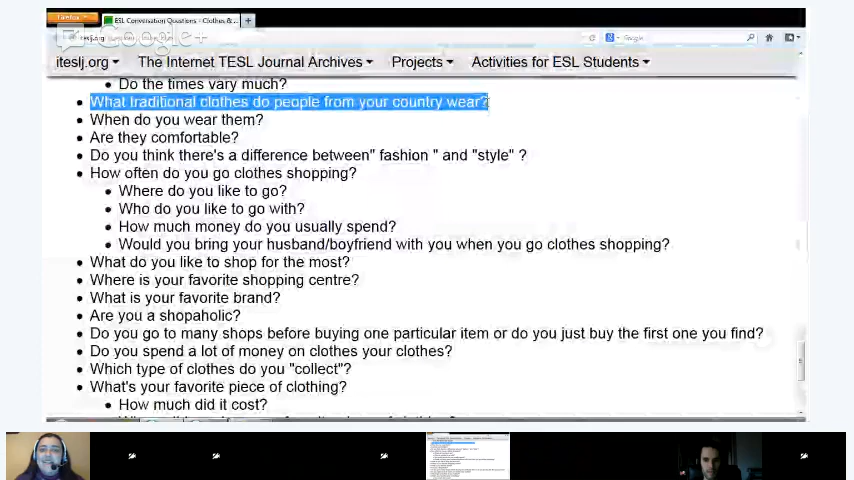 Firefox
ESL Conversation Questions - Clothes & ...
Google+
iteslj.org
Google
iteslj.org
The Internet TESL Journal Archives
Projects
Activities for ESL Students
Do the times vary much?
What traditional clothes do people from your country wear?
When do you wear them?
Are they comfortable?
Do you think there's a difference between" fashion " and "style" ?
How often do you go clothes shopping?
Where do you like to go?
Who do you like to go with?
How much money do you usually spend?
Would you bring your husband/boyfriend with you when you go clothes shopping?
What do you like to shop for the most?
Where is your favorite shopping centre?
What is your favorite brand?
Are you a shopaholic?
Do you go to many shops before buying one particular item or do you just buy the first one you find?
Do you spend a lot of money on clothes your clothes?
Which type of clothes do you "collect"?
What's your favorite piece of clothing?
How much did it cost?